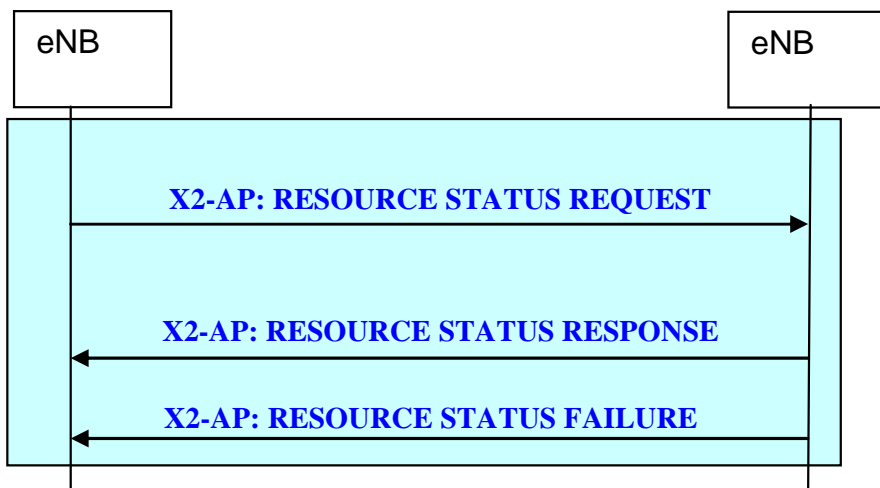 eNB
eNB
X2-AP: RESOURCE STATUS REQUEST
X2-AP: RESOURCE STATUS RESPONSE
X2-AP: RESOURCE STATUS FAILURE